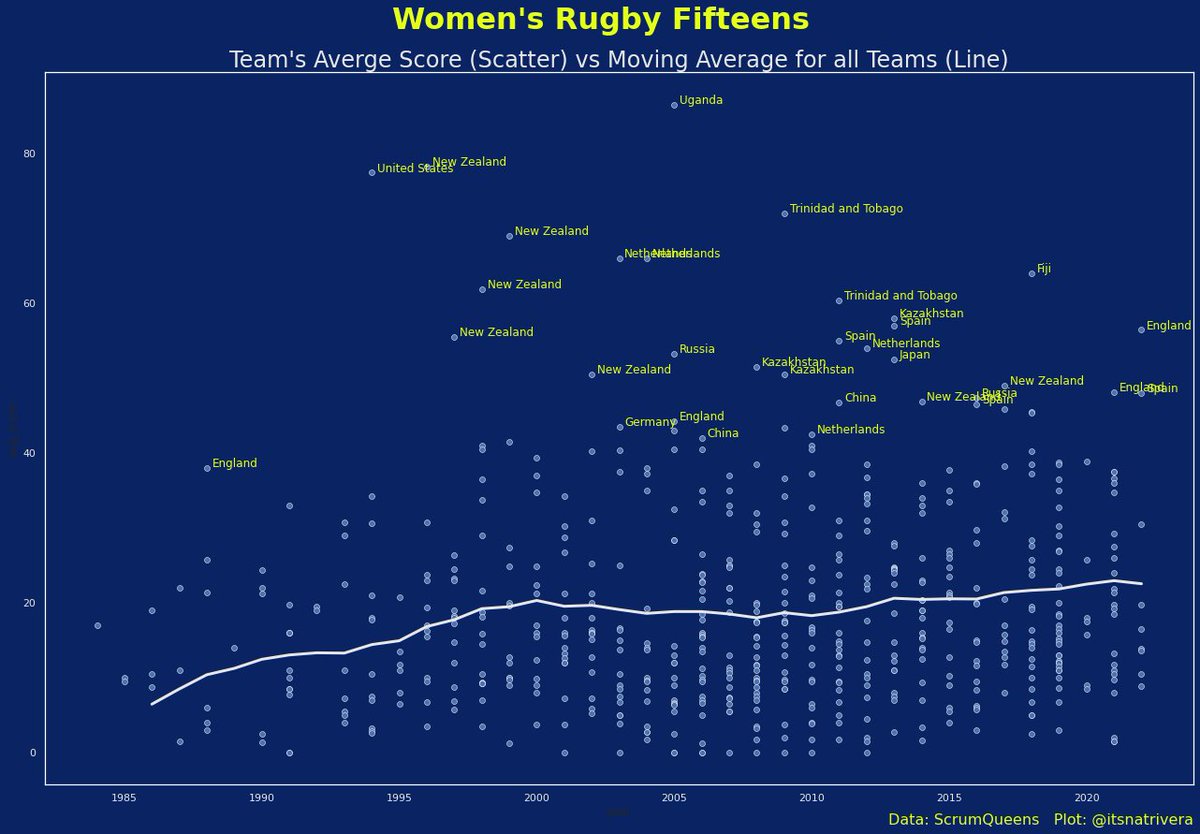 Women's Rugby Fifteens
Team's Averge Score (Scatter) vs Moving Average for all Teams (Line)
Uganda
80
New Zealand
United States
Trinidad and Tobago
New Zealand
Netherlands
Netherlands
Fiji
New Zealand
Trinidad and Tobago
60
Kazakhstan
Spain
England
New Zealand
Spain
Netherlands
Russia
Japan
Kazakhstan
New Zealand
Kazakhstan
New Zealand
England
Spain
Russia
New Zealand
China
Spain
England
Germany
Netherlands
China
40
England
20
0
1985
1990
1995
2000
2005
2010
2015
2020
Data: ScrumQueens Plot: @itsnatrivera